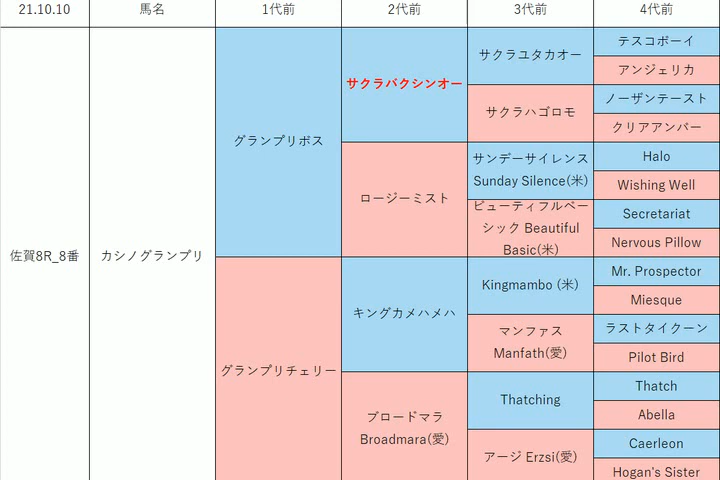 21.10.10 馬名 1代前 2代前 3代前 4代前
テスコボーイ
サクラユタカオー
アンジェリカ
サクラバクシンオー
ノーザンテースト
サクラハゴロモ
クリアアンバー
グランプリボス
サンデーサイレンス
Sunday Silence(米)
Halo
Wishing Well
ロージーミスト
ビューティフルベー
シック Beautiful
Basic(米)
Secretariat
Nervous Pillow
佐賀8R_8番 カシノグランプリ
Kingmambo (米)
Mr. Prospector
Miesque
キングカメハメハ
マンファス
Manfath(愛)
ラストタイクーン
Pilot Bird
グランプリチェリー
Thatching
Thatch
Abella
ブロードマラ
Broadmara(愛)
アージ Erzsi(愛)
Caerleon
Hogan's Sister